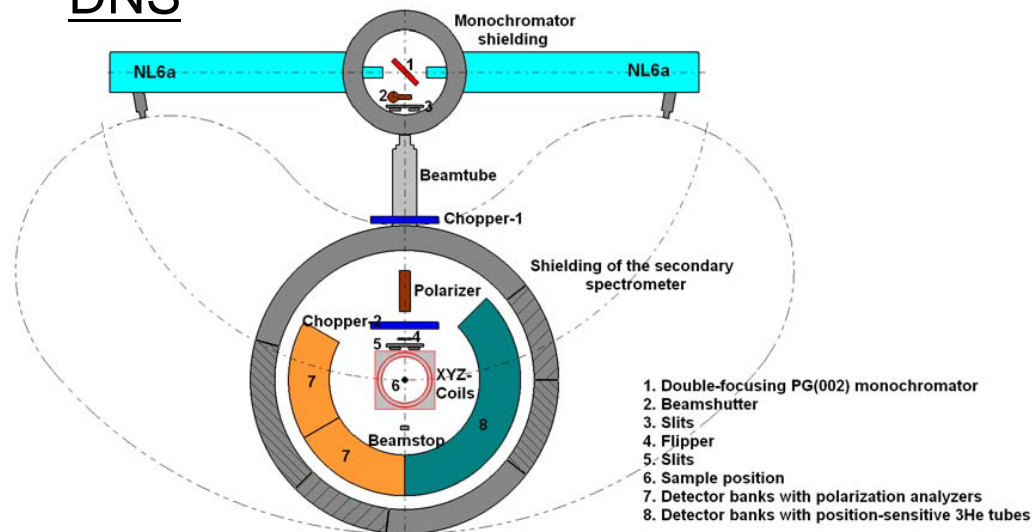 DNS
Monochromator
shielding
NL6a
1
NL6a
2
3
Beamtube
Chopper-1
Shielding of the secondary
spectrometer
Polarizer
Chopper-2
4
5
7
6
XYZ-
Coils
8
Beamstop
7
1. Double-focusing PG(002) monochromator
2. Beamshutter
3. Slits
4. Flipper
5. Slits
6. Sample position
7. Detector banks with polarization analyzers
8. Detector banks with position-sensitive 3He tubes